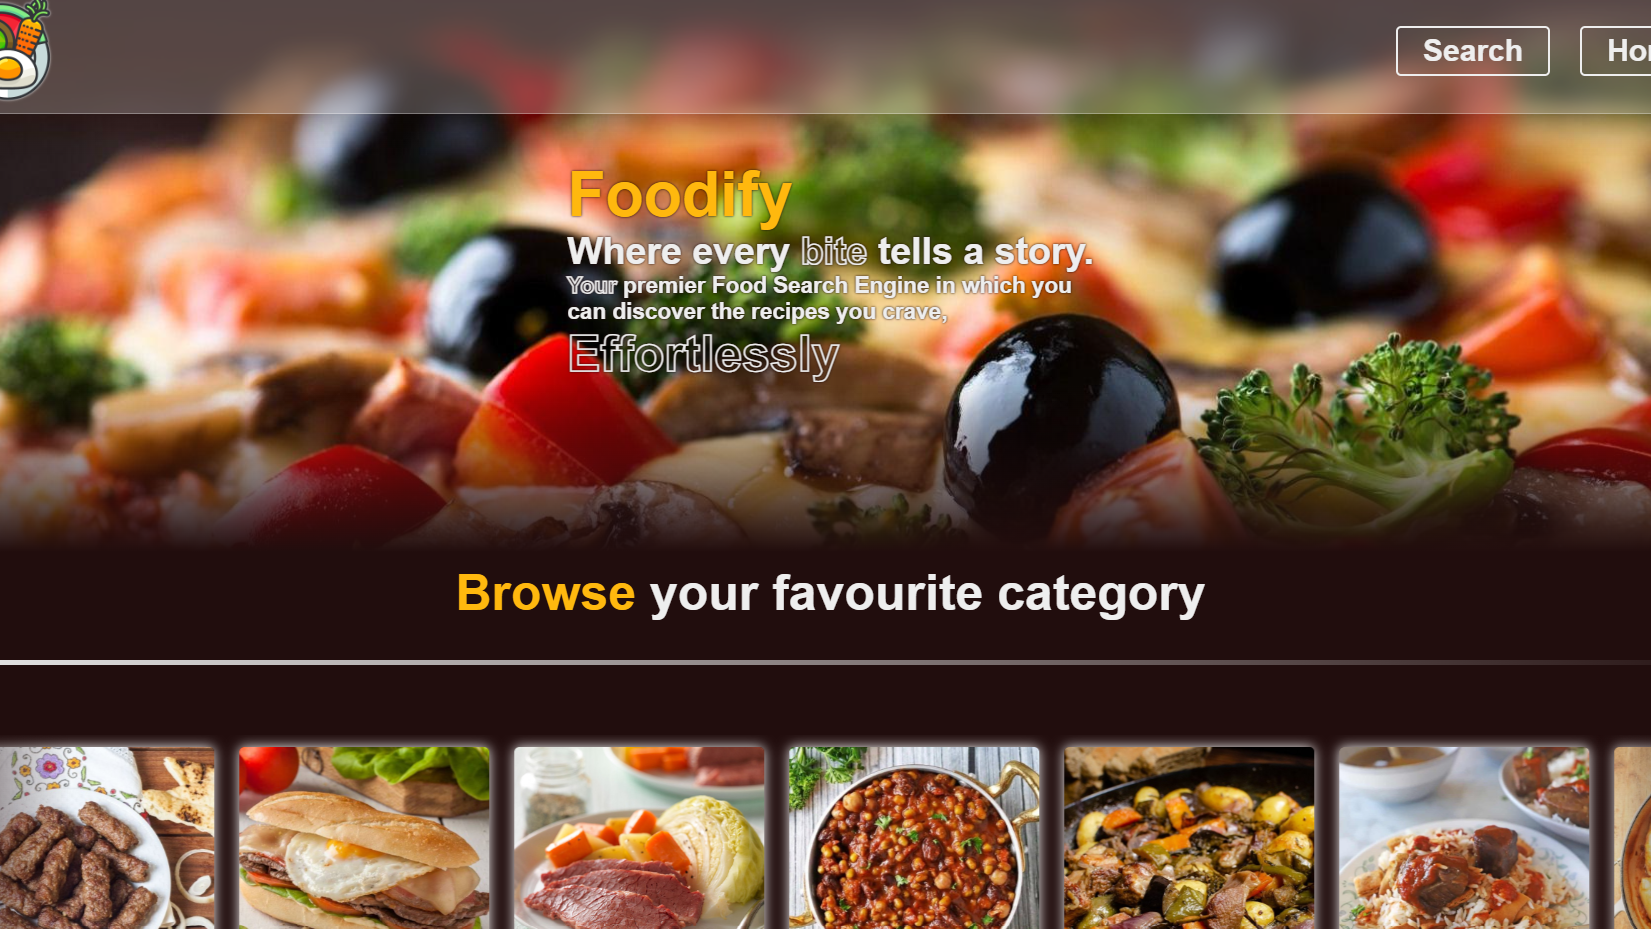 Search
Ho
Foodify
Where every bite tells a story.
Your premier Food Search Engine in which you
can discover the recipes you crave,
Effortlessly
Browse your favourite category